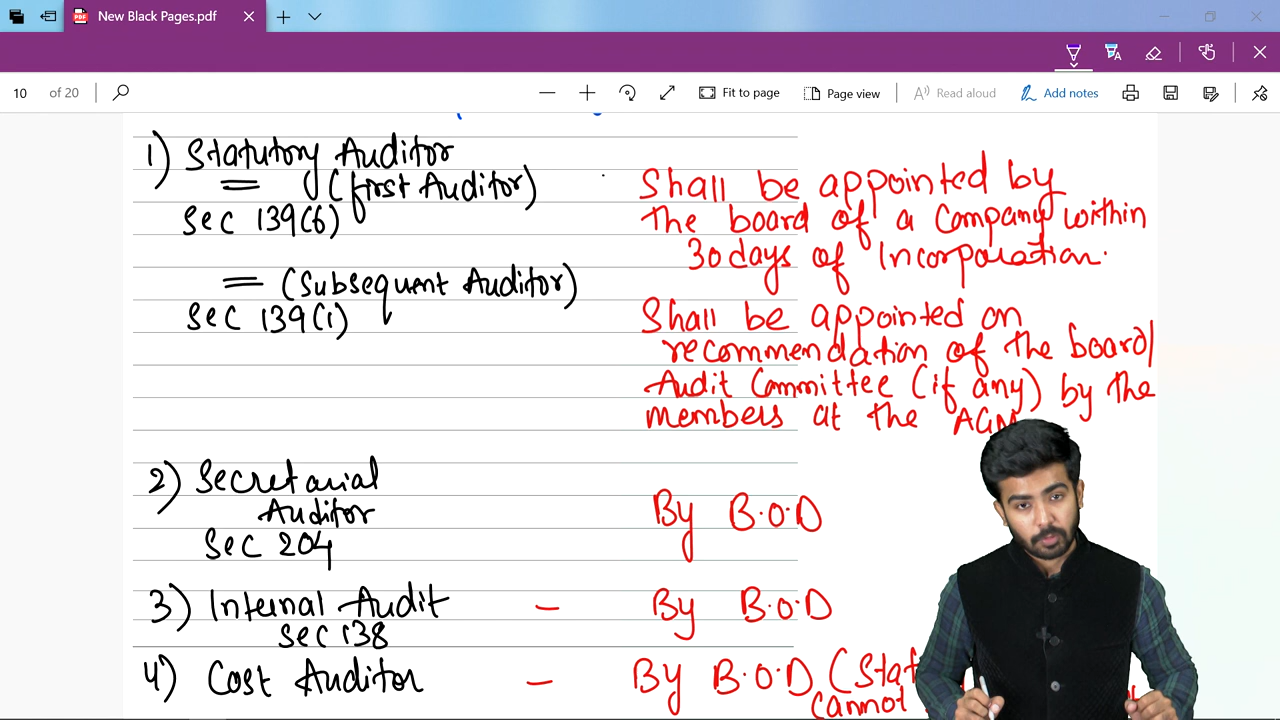 New Black Pages.pdf
10 of 20
Fit to page
Page view
Read aloud
Add notes
1) Statutory Auditor
= (first Auditor)
Sec 139(6)
Shall be appointed by
the board of a Company within
30 days of Incorporation.
= (Subsequent Auditor)
Sec 139(1)
Shall be appointed on
recommendation of the board/
Audit Committee (if any) by the
members at the AGM
2) Secretarial
Auditor
Sec 204
By B.O.D
3) Internal Audit - By B.O.D
Sec 138
4) Cost Auditor - By B.O.D (
cannot